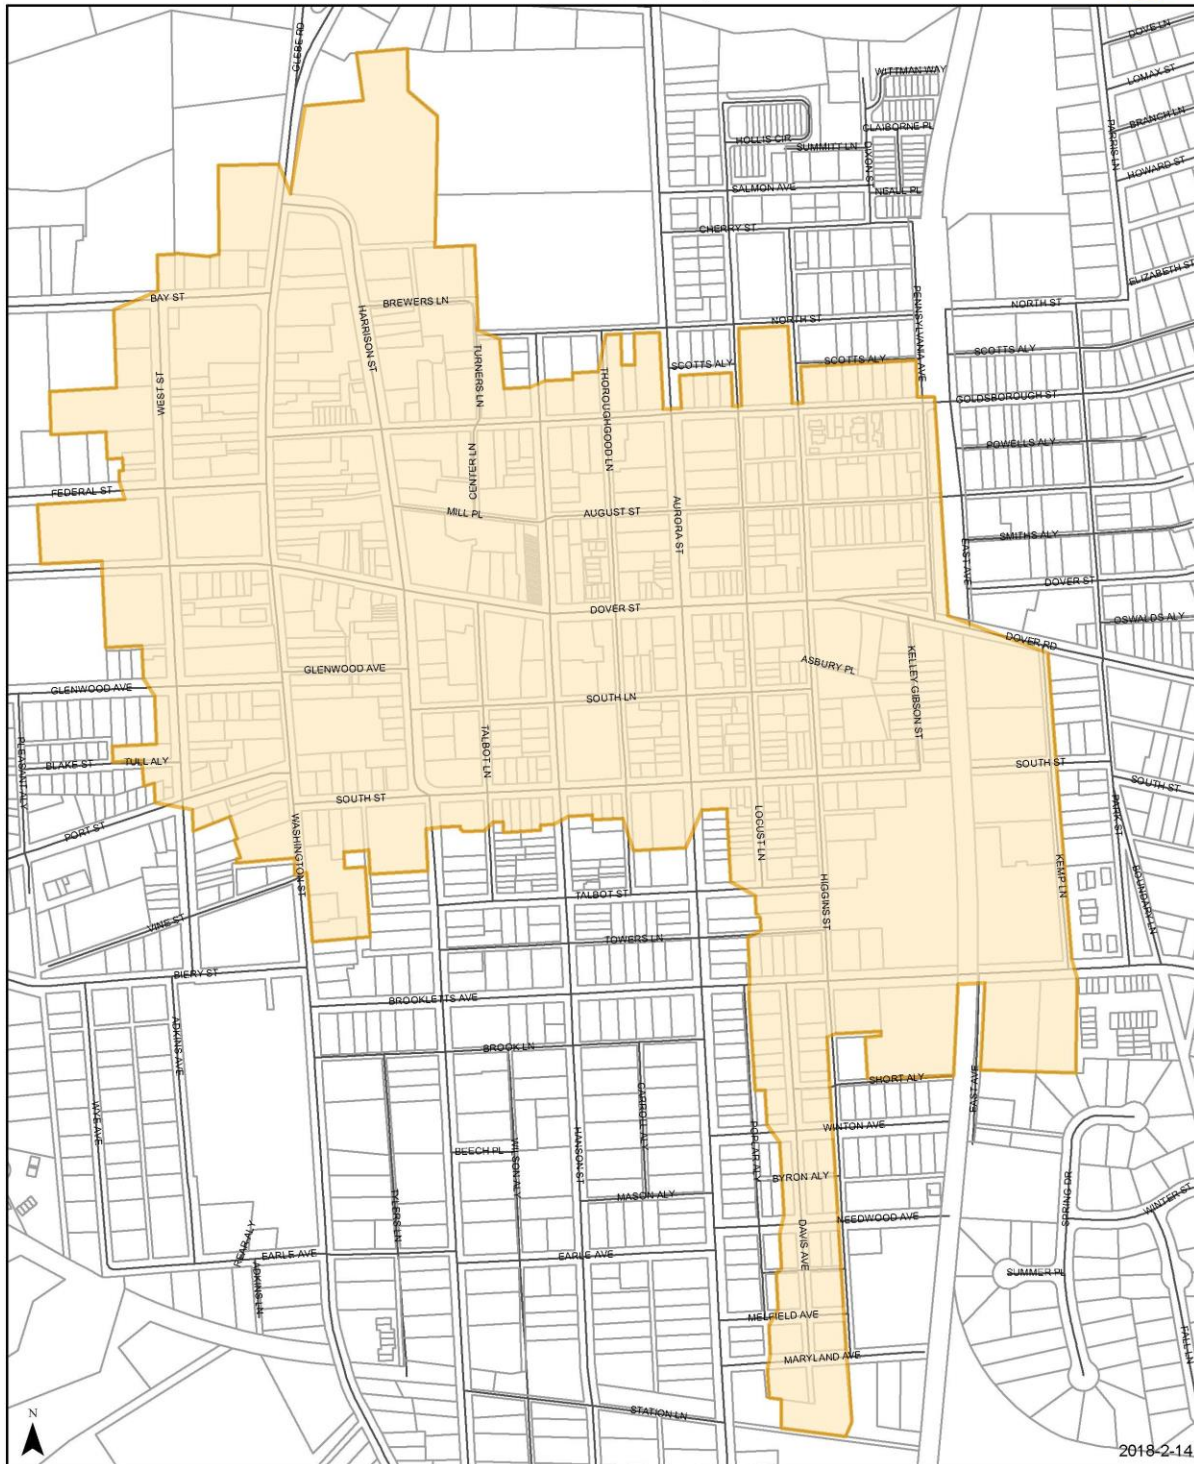 GLEBE RD
DOVE LN
LOMAX ST
WITTMAN WAY
BRANCH LN
CLAIBORNE PL
PARRIS LN
HOLLIS CIR
SUMMITT LN
DIXON ST
HOWARD ST
SALMON AVE
NEALL PL
CHERRY ST
ELIZABETH ST
BAY ST
BREWERS LN
NORTH ST
NORTH ST
PENNSYLVANIA AVE
HARRISON ST
TURNERS LN
SCOTTS ALY
SCOTTS ALY
SCOTTS ALY
WEST ST
THOROUGHGOOD LN
GOLDSBOROUGH ST
POWELLS ALY
CENTER LN
FEDERAL ST
MILL PL
AUGUST ST
AURORA ST
SMITHS ALY
EAST AVE
DOVER ST
DOVER ST
OSWALDS ALY
DOVER RD
GLENWOOD AVE
ASBURY PL
KELLEY GIBSON ST
GLENWOOD AVE
SOUTH LN
PLEASANT ALY
TALBOT LN
BLAKE ST
TULL ALY
SOUTH ST
SOUTH ST
SOUTH ST
PORT ST
WASHINGTON ST
LOCUST LN
PARK ST
KEMP LN
BOUNDARY LN
HIGGINS ST
TALBOT ST
VINE ST
TOWERS LN
BIERY ST
BROOKLETTS AVE
ADKINS AVE
BROOK LN
SHORT ALY
EAST AVE
WYE AVE
CARROLL ALY
WINTON AVE
POPLAR ALY
BEECH PL
WILSON ALY
HANSON ST
BYRON ALY
MASON ALY
SPRING DR
WINTER ST
TYLERS LN
NEEDWOOD AVE
DAVIS AVE
REAR ALY
EARLE AVE
EARLE AVE
ADKINS LN
SUMMER PL
MELFIELD AVE
FALL LN
MARYLAND AVE
STATION LN
N
2018-2-14